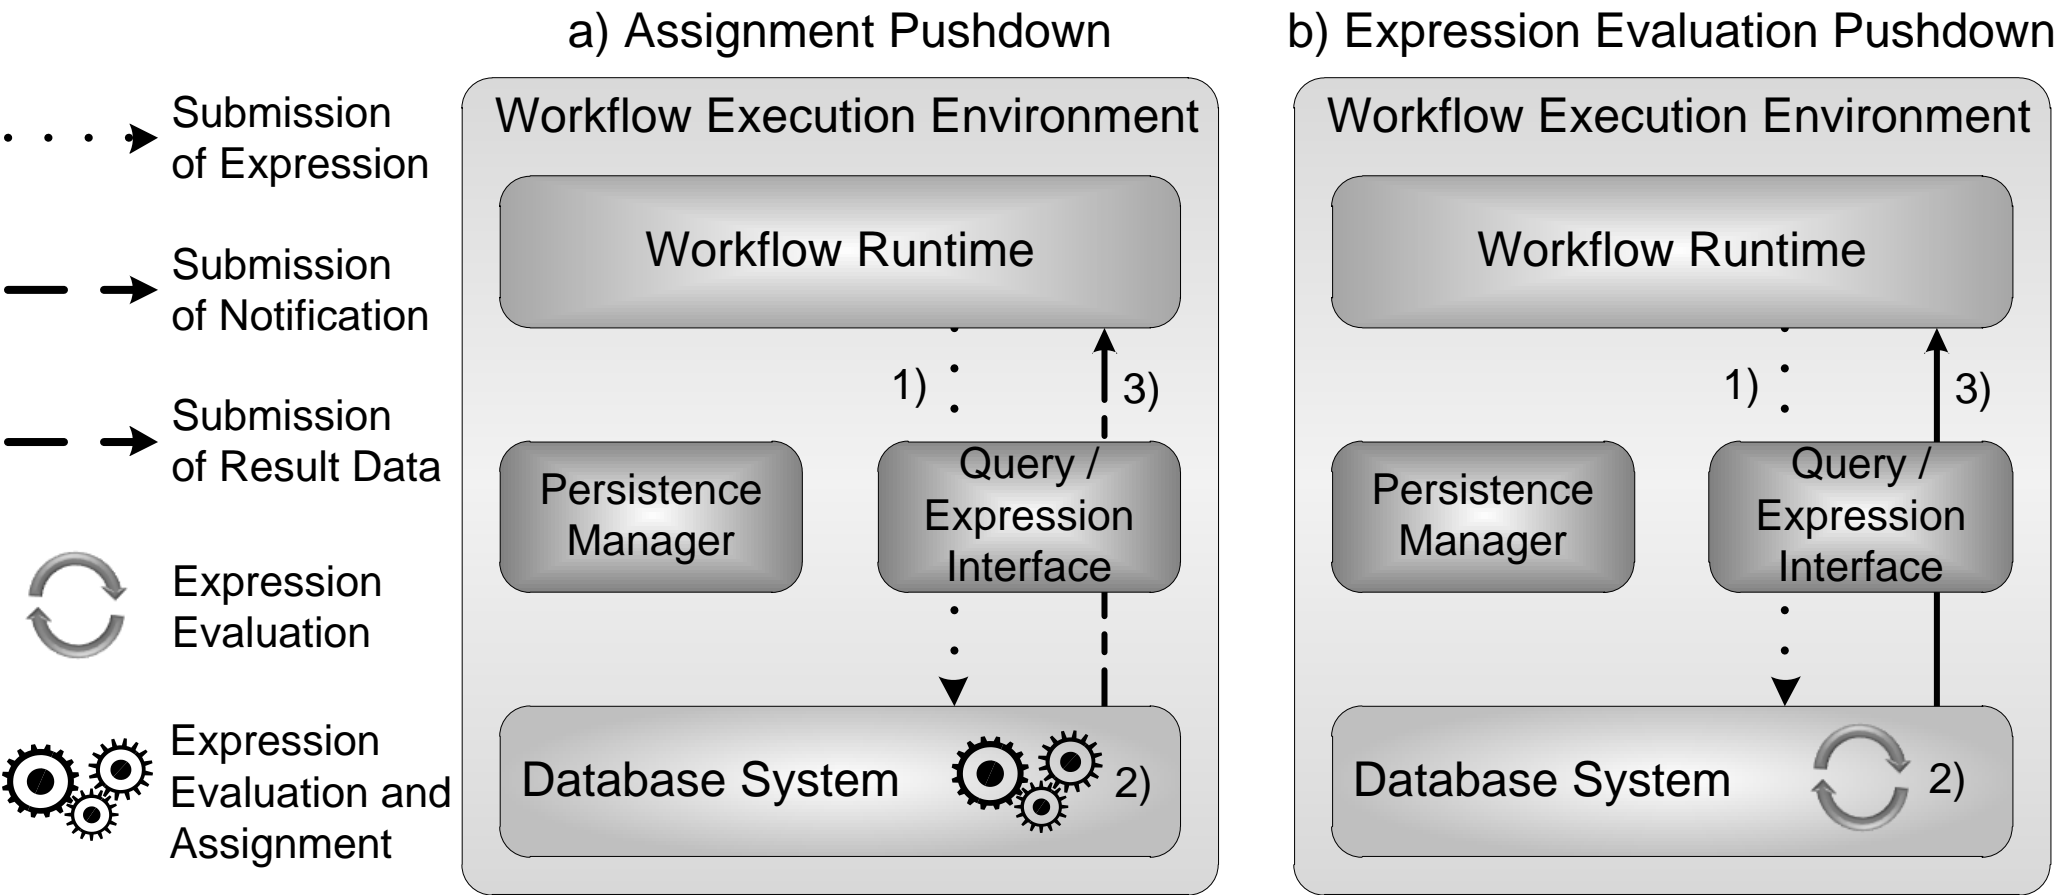 a) Assignment Pushdown
b) Expression Evaluation Pushdown
Submission
of Expression
Submission
of Notification
Submission
of Result Data
Expression
Evaluation
Expression
Evaluation and
Assignment
Workflow Execution Environment
Workflow Runtime
1)
3)
Persistence
Manager
Query /
Expression
Interface
Database System
2)
Workflow Execution Environment
Workflow Runtime
1)
3)
Persistence
Manager
Query /
Expression
Interface
Database System
2)